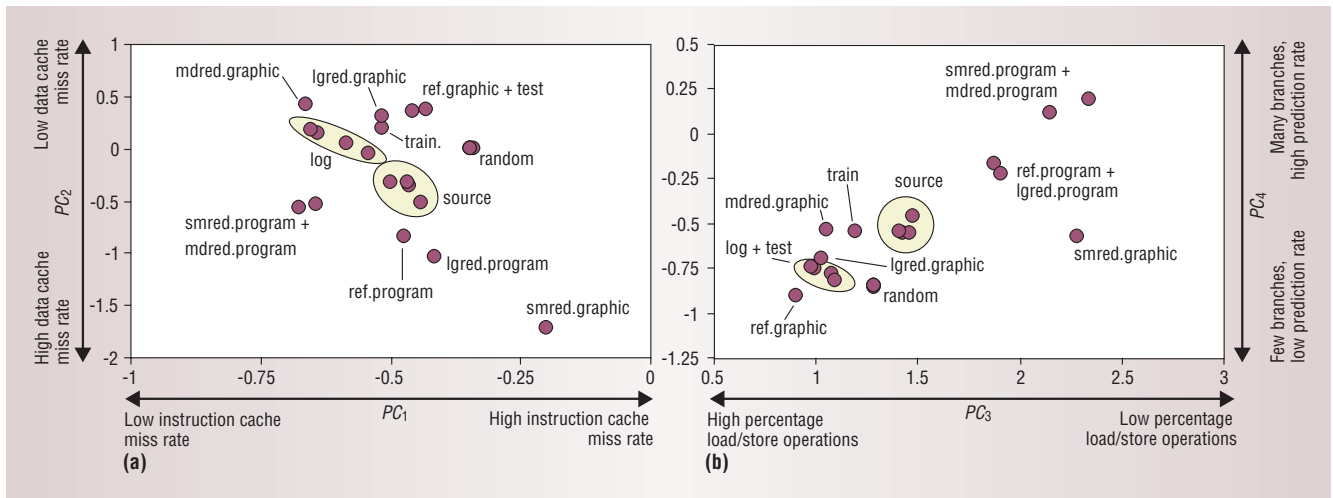 Low data cache
miss rate
PC2
High data cache
miss rate
1
0.5
0
-0.5
-1
-1.5
-2
mdred.graphic
lgred.graphic
ref.graphic + test
train.
log
random
source
smred.program +
mdred.program
ref.program
lgred.program
smred.graphic
-1
-0.75
-0.5
-0.25
0
Low instruction cache
miss rate
PC1
High instruction cache
miss rate
(a)
0.5
0.25
0
-0.25
-0.5
-0.75
-1
-1.25
smred.program +
mdred.program
ref.program +
lgred.program
train
source
mdred.graphic
log + test
lgred.graphic
smred.graphic
random
ref.graphic
0.5
1
1.5
2
2.5
3
High percentage
load/store operations
PC3
Low percentage
load/store operations
(b)
Many branches,
high prediction rate
PC4
Few branches,
low prediction rate